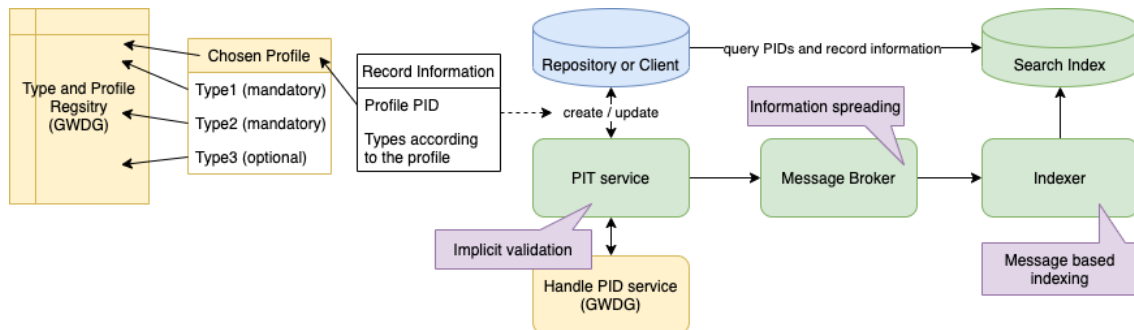 Type and Profile
Regsitry
(GWDG)
Chosen Profile
Type1 (mandatory)
Type2 (mandatory)
Type3 (optional)
Record Information
Profile PID
Types according
to the profile
Repository or Client
query PIDs and record information
Search Index
create / update
Information spreading
PIT service
Message Broker
Indexer
Implicit validation
Message based
indexing
Handle PID service
(GWDG)